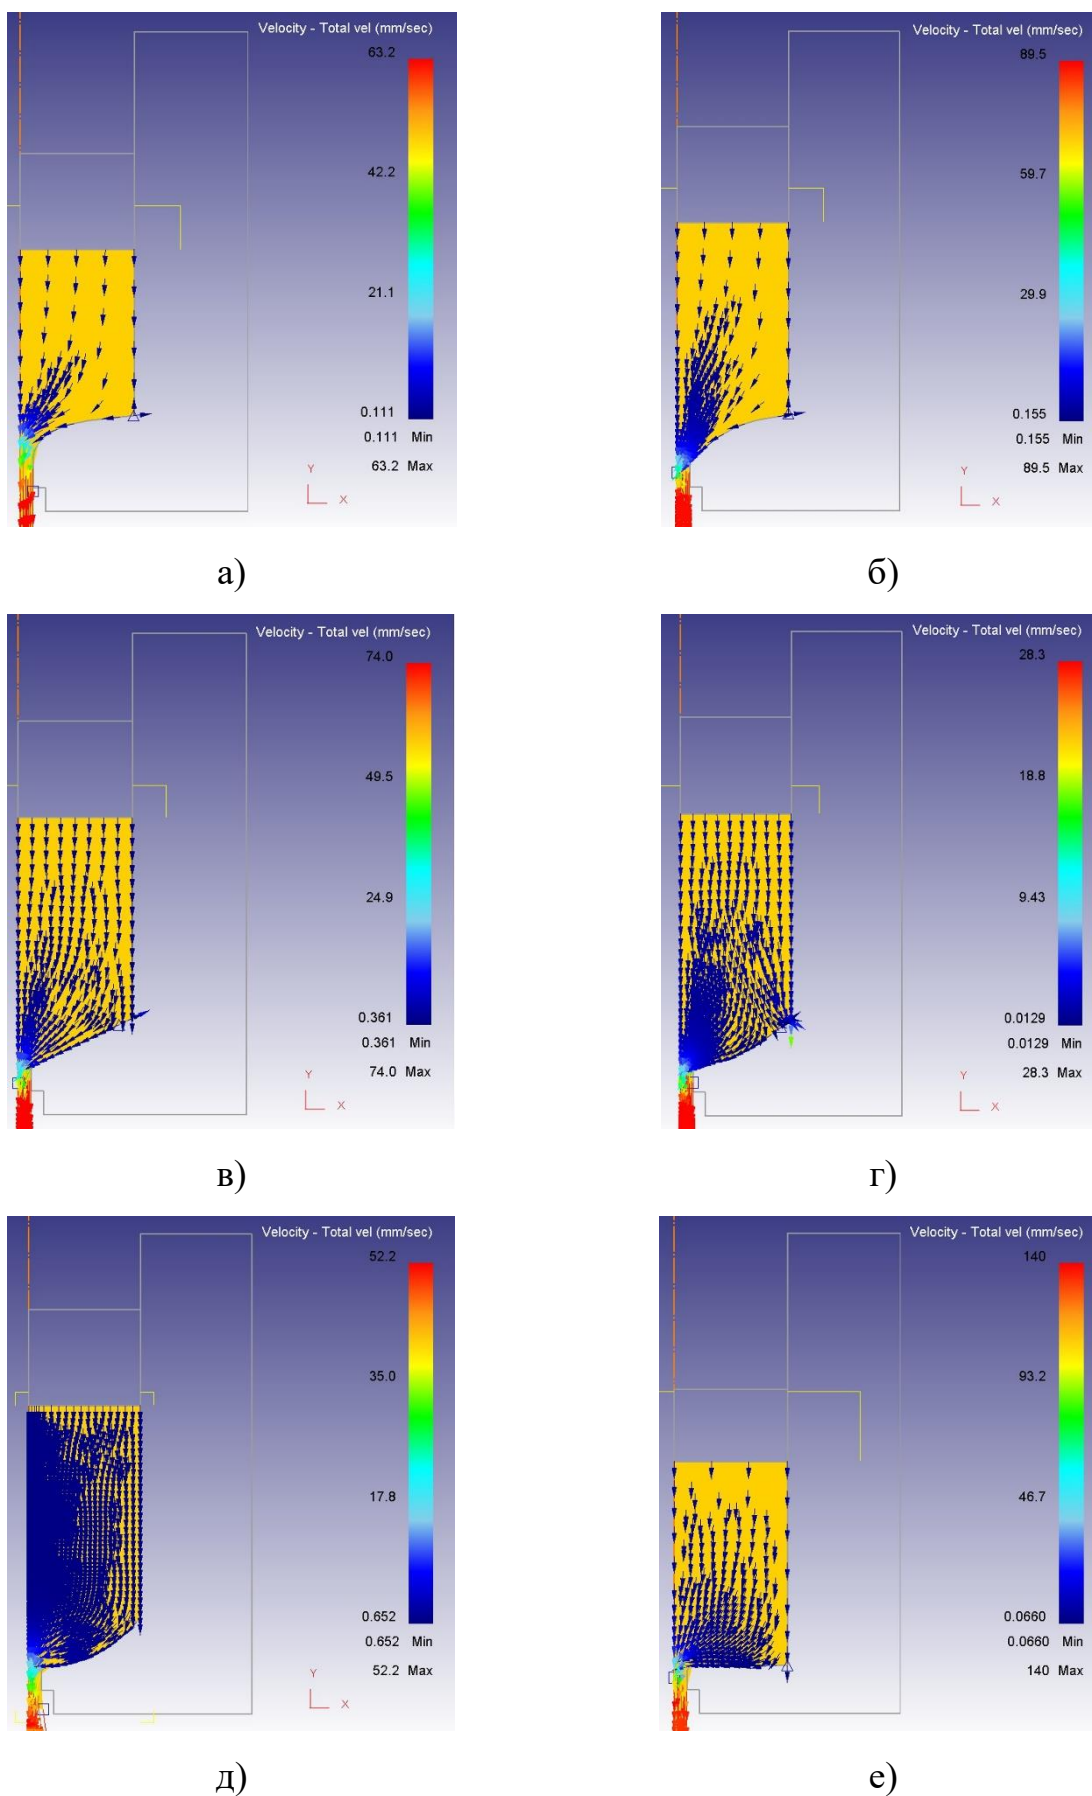 Velocity - Total vel (mm/sec)
63.2
42.2
21.1
0.111
0.111 Min
63.2 Max
Y
X
а)
Velocity - Total vel (mm/sec)
89.5
59.7
29.9
0.155
0.155 Min
89.5 Max
Y
X
б)
Velocity - Total vel (mm/sec)
74.0
49.5
24.9
0.361
0.361 Min
74.0 Max
Y
X
в)
Velocity - Total vel (mm/sec)
28.3
18.8
9.43
0.0129
0.0129 Min
28.3 Max
Y
X
г)
Velocity - Total vel (mm/sec)
52.2
35.0
17.8
0.652
0.652 Min
52.2 Max
Y
X
д)
Velocity - Total vel (mm/sec)
140
93.2
46.7
0.0660
0.0660 Min
140 Max
е)